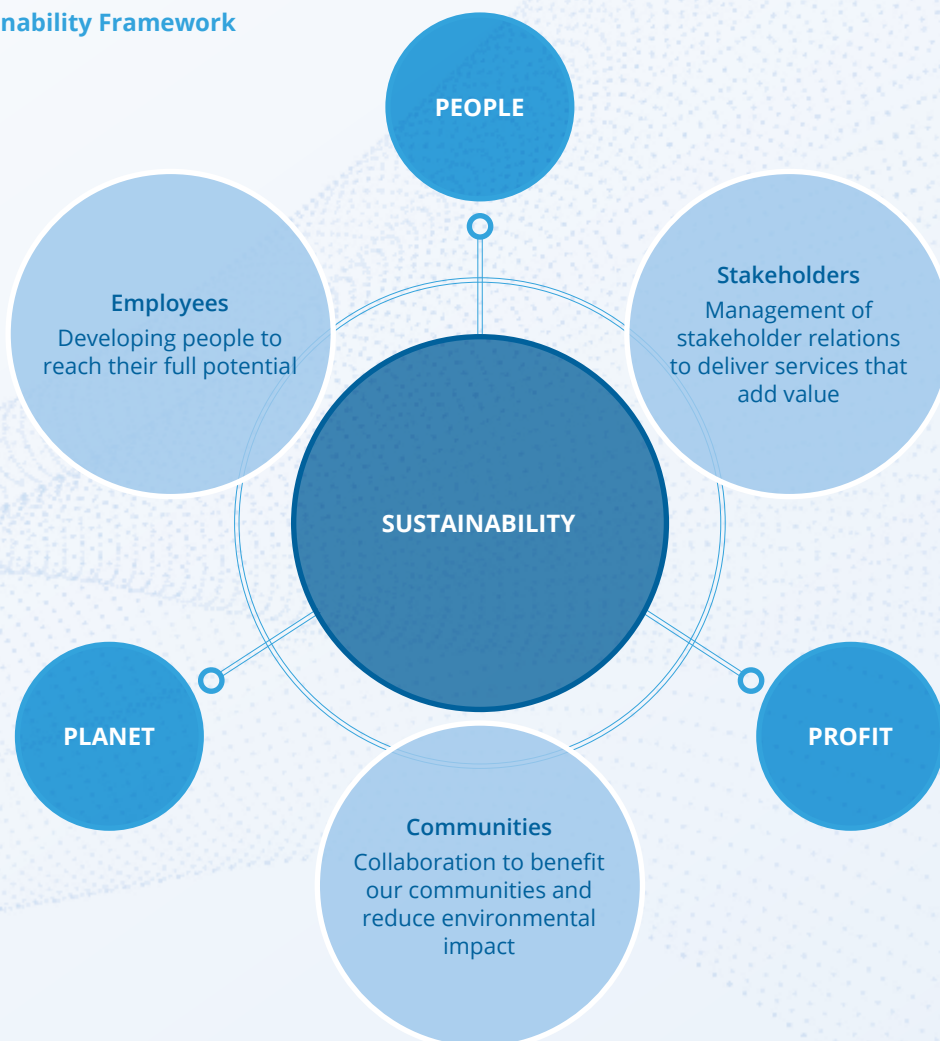 nability Framework
PEOPLE
Employees
Developing people to
reach their full potential
Stakeholders
Management of
stakeholder relations
to deliver services that
add value
SUSTAINABILITY
PLANET
PROFIT
Communities
Collaboration to benefit
our communities and
reduce environmental
impact